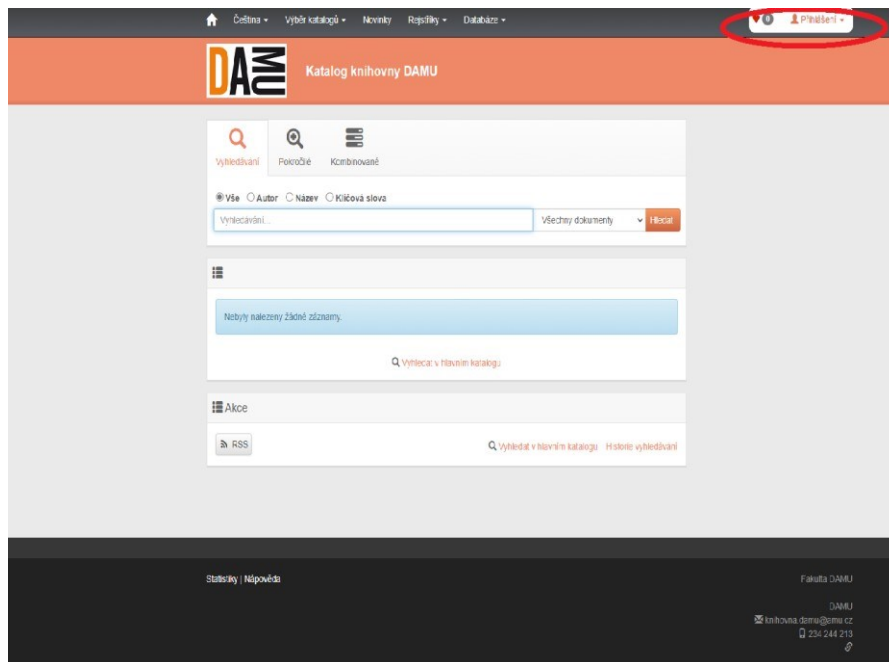 Čeština Výběr katalogů Novinky Rejstříky Databáze 0 Přihlášení
DAMU Katalog knihovny DAMU
Vyhledávání Pokročilé Kombinované
Vše Autor Název Klíčová slova
Vyhledávání... Všechny dokumenty Hledat
Nebyly nalezeny žádné záznamy.
Vyhledat v hlavním katalogu
Akce
RSS Vyhledat v hlavním katalogu Historie vyhledávání
Statistiky | Nápověda Fakulta DAMU
DAMU
knihovna.damu@amu.cz
234 244 213